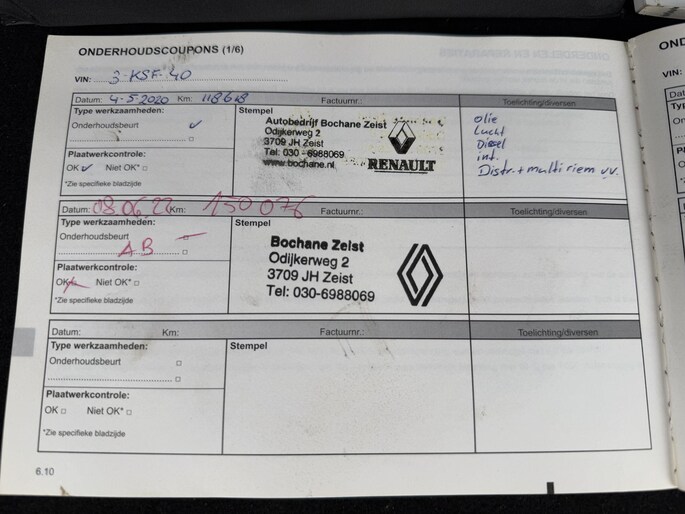 ONDERHOUDSCOUPONS (1/6)
VIN: 3-KSF-40
Datum: 4-5-2020 Km: 118618 Factuurnr.: Toelichting/diversen
Type werkzaamheden:
Onderhoudsbeurt ✓
Plaatwerkcontrole:
OK ✓ Niet OK* □
*Zie specifieke bladzijde
Stempel
Autobedrijf Bochane Zeist
Odijkerweg 2
3709 JH Zeist
Tel: 030-6988069
www.bochane.nl
RENAULT
olie
Lucht
Diesel
int.
Distr.+multiriem vv.
Datum: 08.06.22 Km: 150076 Factuurnr.: Toelichting/diversen
Type werkzaamheden:
Onderhoudsbeurt
AB
Plaatwerkcontrole:
OK Niet OK* □
*Zie specifieke bladzijde
Stempel
Bochane Zeist
Odijkerweg 2
3709 JH Zeist
Tel: 030-6988069
Datum: Km: Factuurnr.: Toelichting/diversen
Type werkzaamheden:
Onderhoudsbeurt □
Plaatwerkcontrole:
OK □ Niet OK* □
*Zie specifieke bladzijde
Stempel
6.10
VIN: